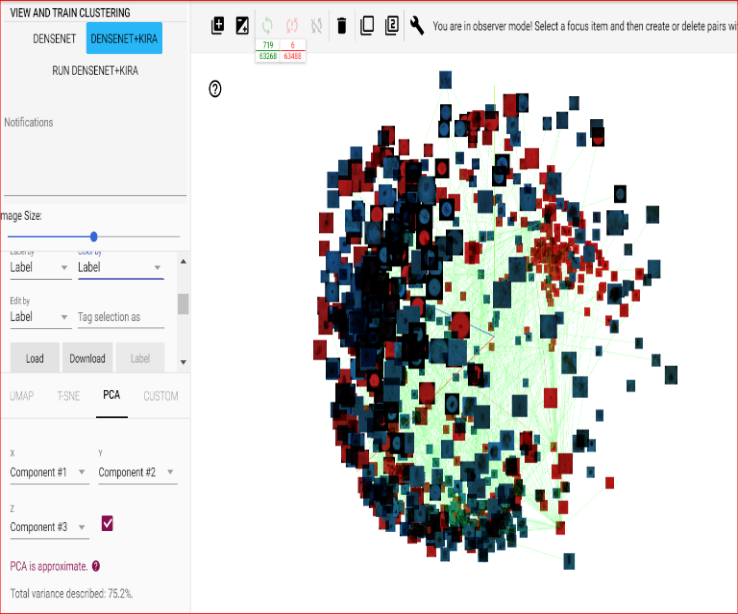 VIEW AND TRAIN CLUSTERING
DENSENET DENSENET+KIRA
RUN DENSENET+KIRA
Notifications
mage Size:
Label by Color by
Label Label
Edit by
Label Tag selection as
Load Download Label
UMAP T-SNE PCA CUSTOM
X Y
Component #1 Component #2
Z
Component #3
PCA is approximate.
Total variance described: 75.2%.
719 6
63268 63488
You are in observer mode! Select a focus item and then create or delete pairs wi